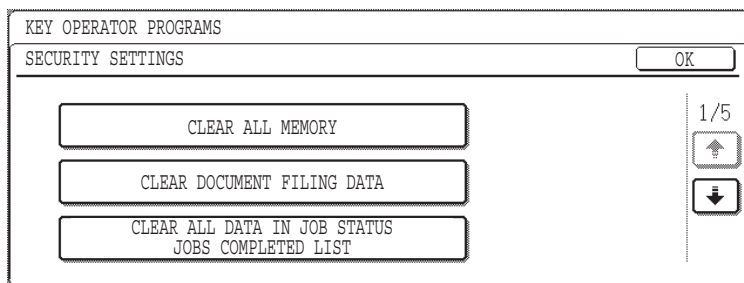 KEY OPERATOR PROGRAMS
SECURITY SETTINGS
OK
CLEAR ALL MEMORY
1/5
CLEAR DOCUMENT FILING DATA
CLEAR ALL DATA IN JOB STATUS
JOBS COMPLETED LIST